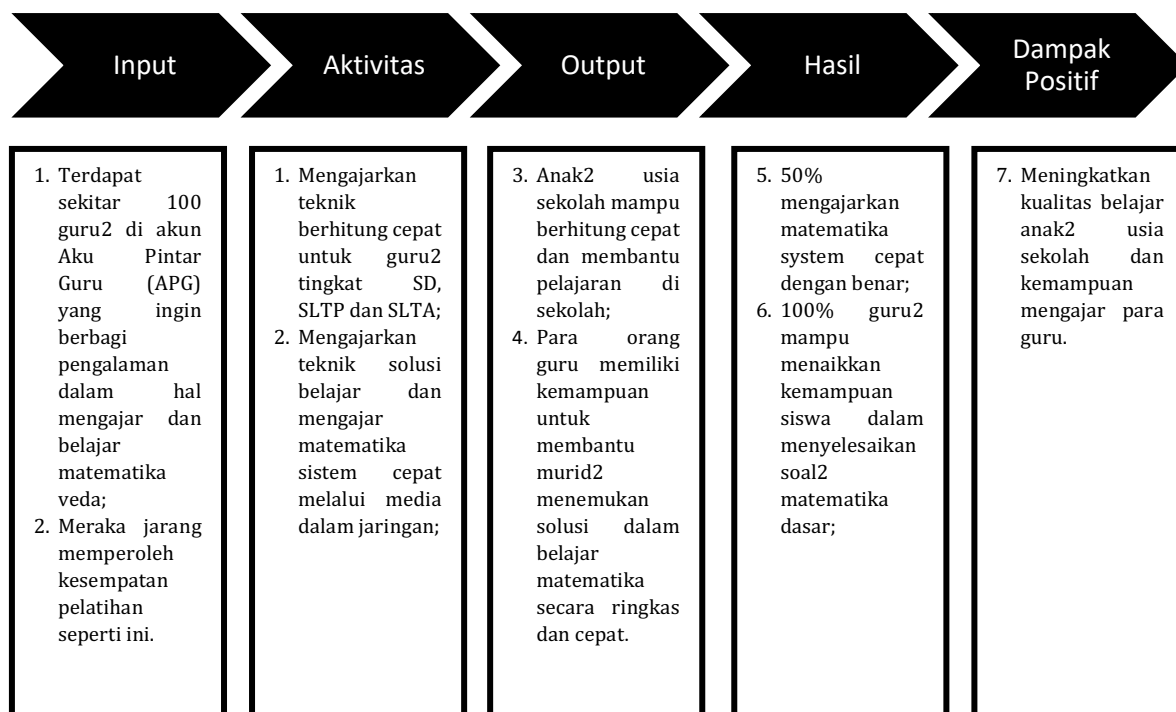 Input
Aktivitas
Output
Hasil
Dampak
Positif
1. Terdapat
sekitar 100
guru2 di akun
Aku Pintar
Guru (APG)
yang ingin
berbagi
pengalaman
dalam hal
mengajar dan
belajar
matematika
veda;
2. Meraka jarang
memperoleh
kesempatan
pelatihan
seperti ini.
1. Mengajarkan
teknik
berhitung cepat
untuk guru2
tingkat SD,
SLTP dan SLTA;
2. Mengajarkan
teknik solusi
belajar dan
mengajar
matematika
sistem cepat
melalui media
dalam jaringan;
3. Anak2 usia
sekolah mampu
berhitung cepat
dan membantu
pelajaran di
sekolah;
4. Para orang
guru memiliki
kemampuan
untuk
membantu
murid2
menemukan
solusi dalam
belajar
matematika
secara ringkas
dan cepat.
5. 50%
mengajarkan
matematika
system cepat
dengan benar;
6. 100% guru2
mampu
menaikkan
kemampuan
siswa dalam
menyelesaikan
soal2
matematika
dasar;
7. Meningkatkan
kualitas belajar
anak2 usia
sekolah dan
kemampuan
mengajar para
guru.